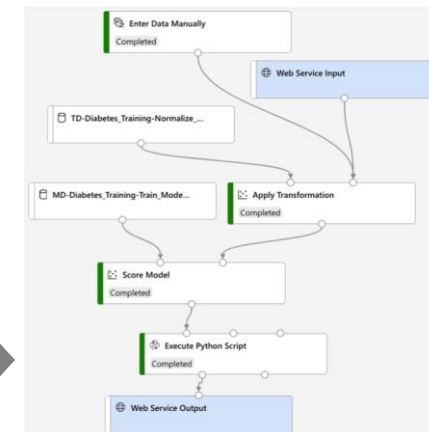 Enter Data Manually
Completed
Web Service Input
TD-Diabetes_Training-Normalize_...
MD-Diabetes_Training-Train_Mode...
Apply Transformation
Completed
Score Model
Completed
Execute Python Script
Completed
Web Service Output